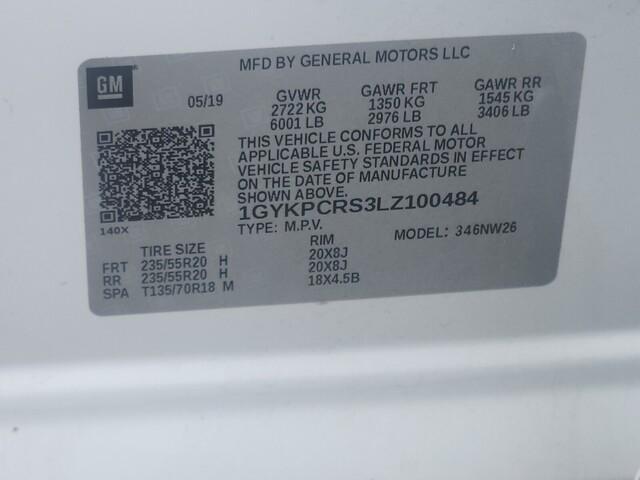 MFD BY GENERAL MOTORS LLC
GM
05/19 GVWR GAWR FRT GAWR RR
2722 KG 1350 KG 1545 KG
6001 LB 2976 LB 3406 LB
THIS VEHICLE CONFORMS TO ALL
APPLICABLE U.S. FEDERAL MOTOR
VEHICLE SAFETY STANDARDS IN EFFECT
ON THE DATE OF MANUFACTURE
SHOWN ABOVE.
1GYKPCRS3LZ100484
140X
TYPE: M.P.V. MODEL: 346NW26
TIRE SIZE RIM
FRT 235/55R20 H 20X8J
RR 235/55R20 H 20X8J
SPA T135/70R18 M 18X4.5B